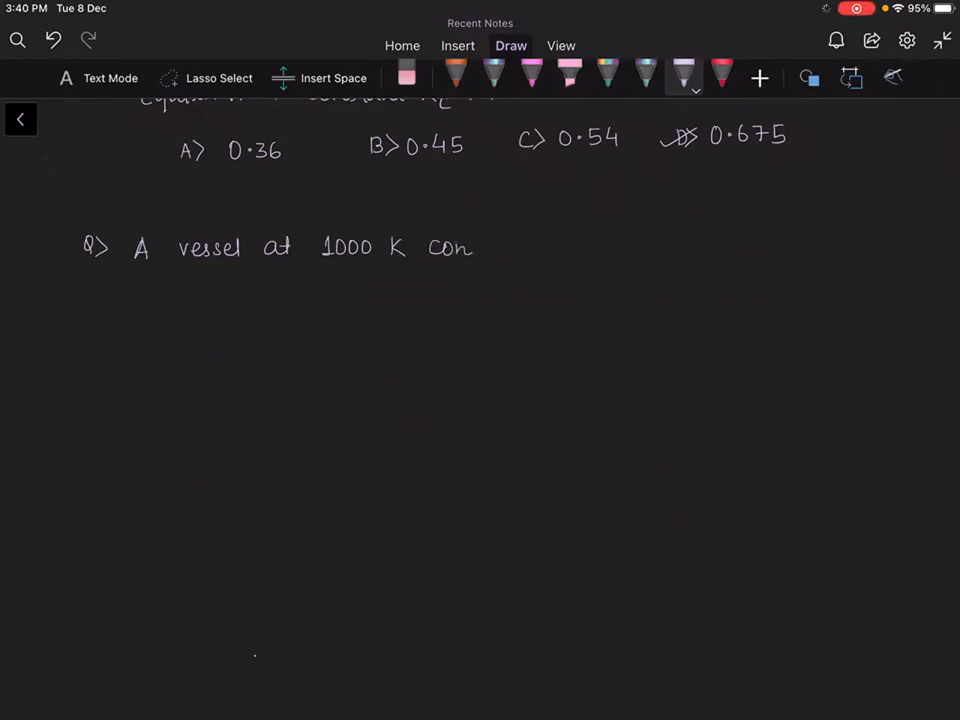 3:40 PM Tue 8 Dec
95%
Recent Notes
Home Insert Draw View
Text Mode Lasso Select Insert Space
A> 0.36 B> 0.45 C> 0.54 D> 0.675
Q> A vessel at 1000 K con